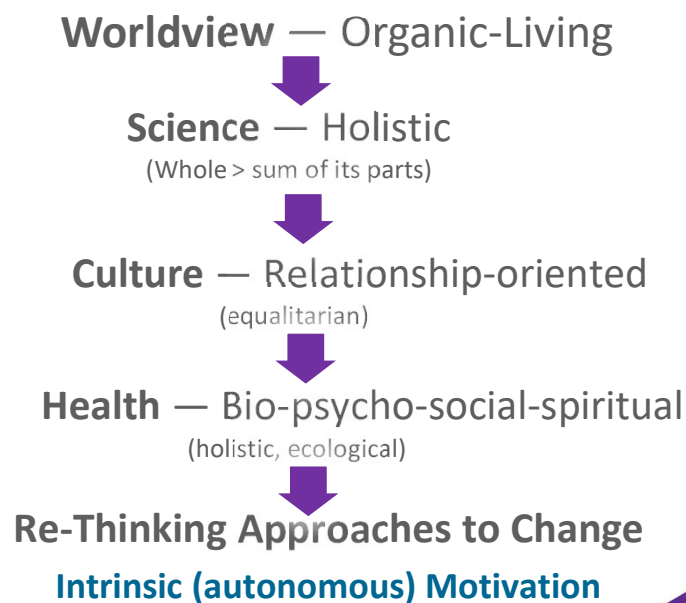 Worldview — Organic-Living
Science — Holistic
(Whole > sum of its parts)
Culture — Relationship-oriented
(equalitarian)
Health — Bio-psycho-social-spiritual
(holistic, ecological)
Re-Thinking Approaches to Change
Intrinsic (autonomous) Motivation